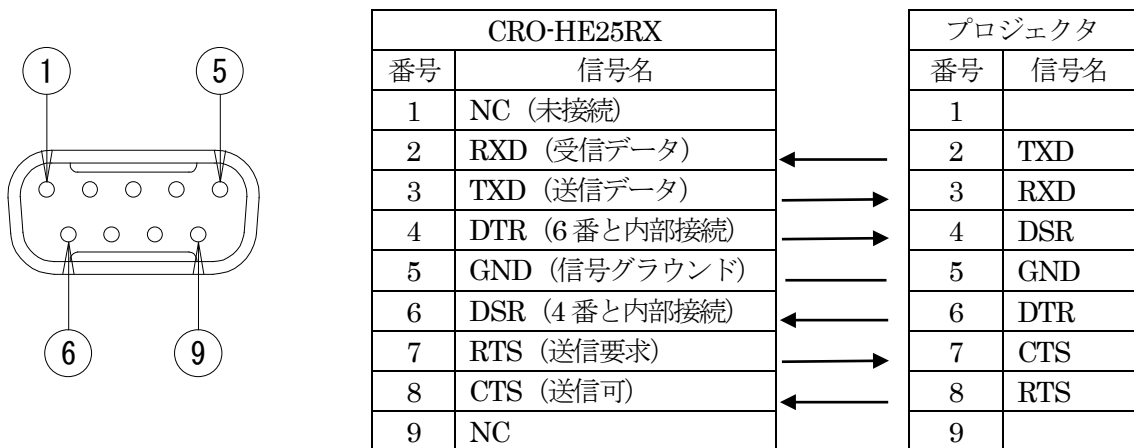 ① ⑤
⑥ ⑨
CRO-HE25RX プロジェクタ
番号 信号名 番号 信号名
1 NC（未接続） 1
2 RXD（受信データ） 2 TXD
3 TXD（送信データ） 3 RXD
4 DTR（6 番と内部接続） 4 DSR
5 GND（信号グラウンド） 5 GND
6 DSR（4 番と内部接続） 6 DTR
7 RTS（送信要求） 7 CTS
8 CTS（送信可） 8 RTS
9 NC 9